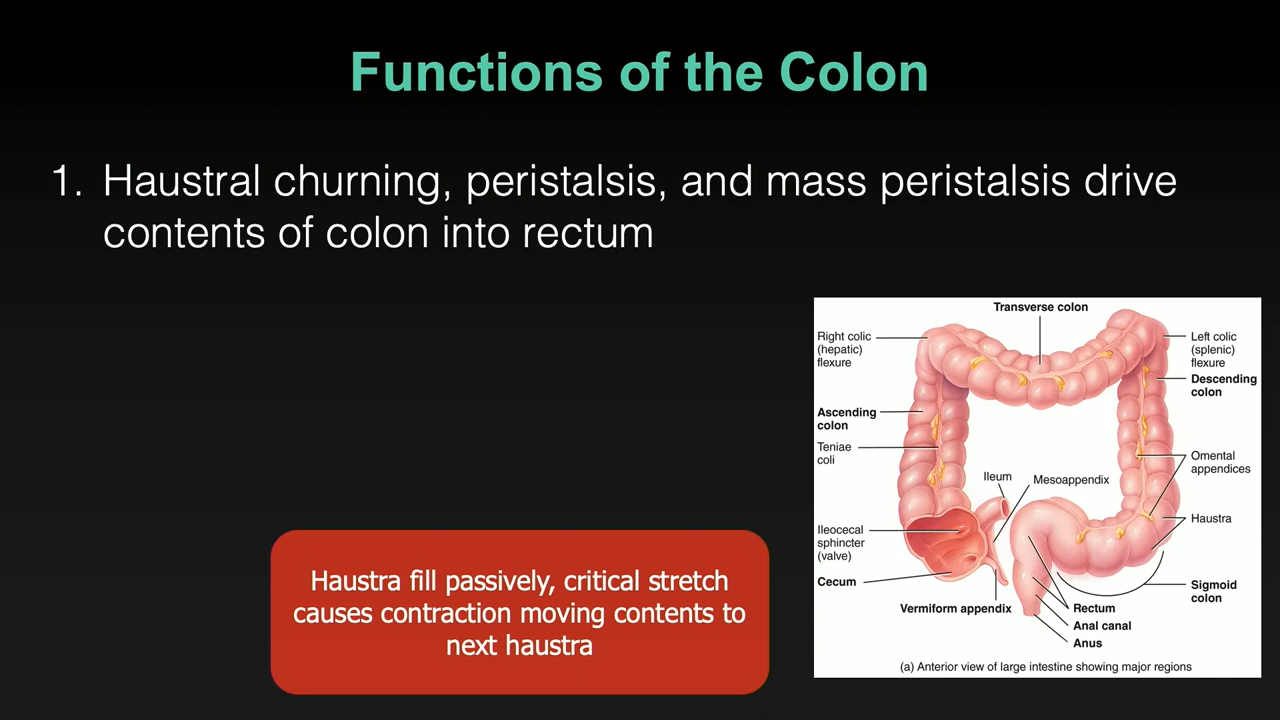 Functions of the Colon
1. Haustral churning, peristalsis, and mass peristalsis drive
contents of colon into rectum
Transverse colon
Right colic
(hepatic)
flexure
Left colic
(splenic)
flexure
Descending
colon
Ascending
colon
Teniae
coli
Omental
appendices
Ileum
Mesoappendix
Haustra
Ileocecal
sphincter
(valve)
Cecum
Sigmoid
colon
Vermiform appendix
Rectum
Anal canal
Anus
(a) Anterior view of large intestine showing major regions
Haustra fill passively, critical stretch
causes contraction moving contents to
next haustra